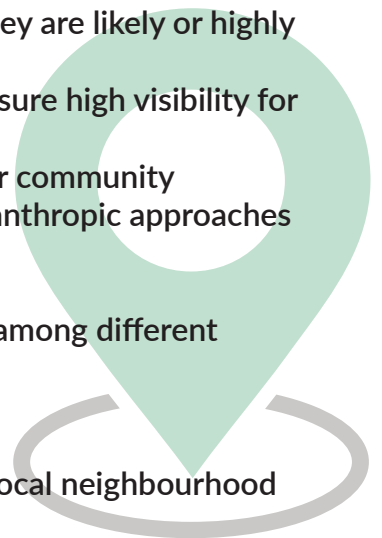 ey are likely or highly
sure high visibility for
r community
anthropic approaches
among different
ocal neighbourhood